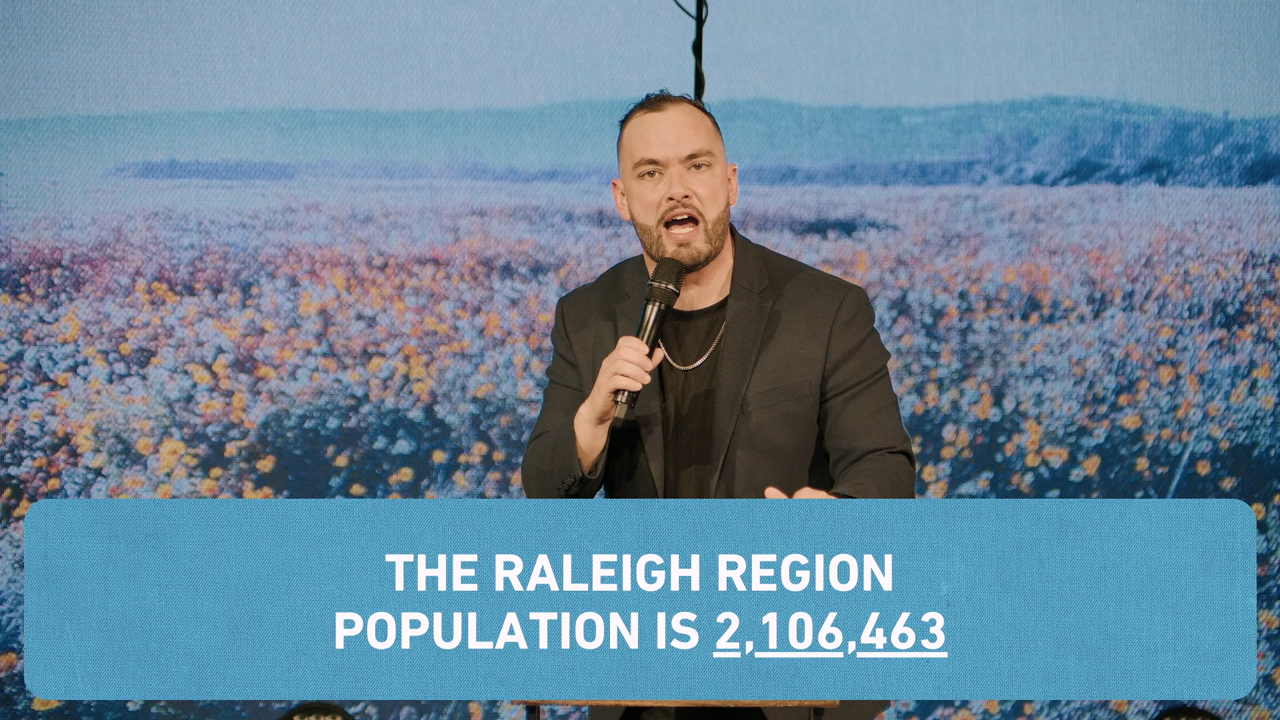 THE RALEIGH REGION
POPULATION IS 2,106,463